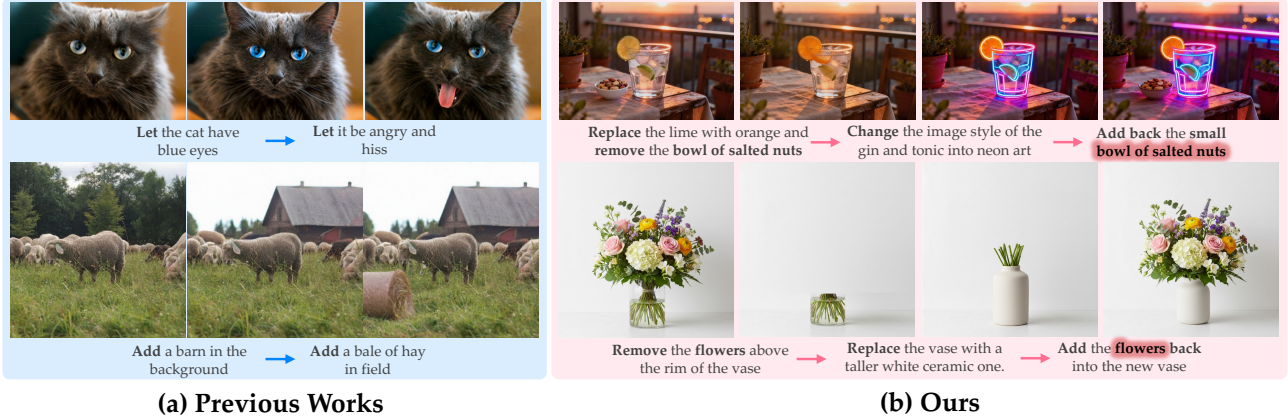 Let the cat have
blue eyes
Let it be angry and
hiss
Add a barn in the
background
Add a bale of hay
in field
(a) Previous Works
Replace the lime with orange and
remove the bowl of salted nuts
Change the image style of the
gin and tonic into neon art
Add back the small
bowl of salted nuts
Remove the flowers above
the rim of the vase
Replace the vase with a
taller white ceramic one.
Add the flowers back
into the new vase
(b) Ours